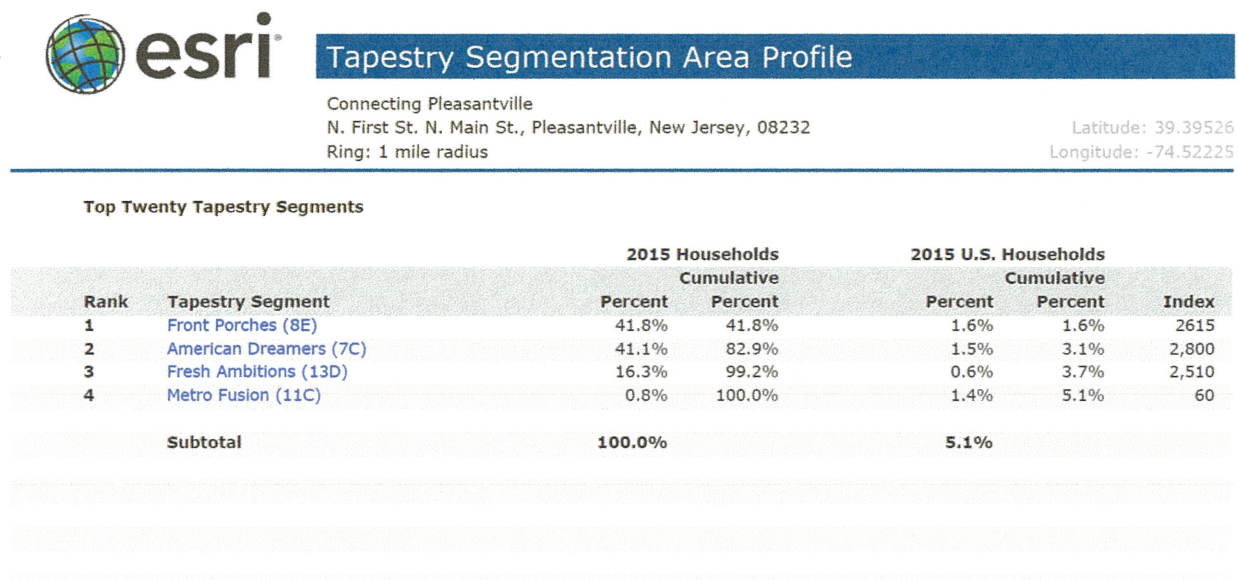 esri
Tapestry Segmentation Area Profile
Connecting Pleasantville
N. First St. N. Main St., Pleasantville, New Jersey, 08232 Latitude: 39.39526
Ring: 1 mile radius Longitude: -74.52225
Top Twenty Tapestry Segments
2015 Households 2015 U.S. Households
Cumulative Cumulative
Rank Tapestry Segment Percent Percent Percent Percent Index
1 Front Porches (8E) 41.8% 41.8% 1.6% 1.6% 2615
2 American Dreamers (7C) 41.1% 82.9% 1.5% 3.1% 2,800
3 Fresh Ambitions (13D) 16.3% 99.2% 0.6% 3.7% 2,510
4 Metro Fusion (11C) 0.8% 100.0% 1.4% 5.1% 60
Subtotal 100.0% 5.1%